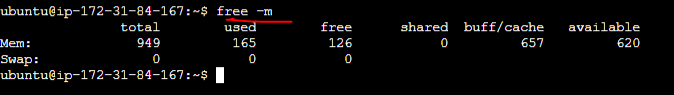 ubuntu@ip-172-31-84-167:~$ free -m
total used free shared buff/cache available
Mem: 949 165 126 0 657 620
Swap: 0 0 0
ubuntu@ip-172-31-84-167:~$